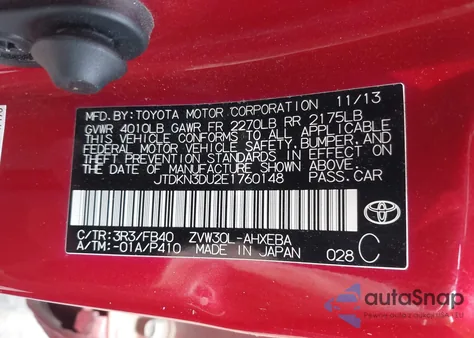 MFD. BY: TOYOTA MOTOR CORPORATION 11/13
GVWR 4010LB GAWR FR 2270LB RR 2175LB
THIS VEHICLE CONFORMS TO ALL APPLICABLE
FEDERAL MOTOR VEHICLE SAFETY, BUMPER, AND
THEFT PREVENTION STANDARDS IN EFFECT ON
THE DATE OF MANUFACTURE SHOWN ABOVE.
JTDKN3DU2E1760148 PASS.CAR
C/TR: 3R3/FB40 ZVW30L-AHXEBA
A/TM: -01A/P410 MADE IN JAPAN 028 C
TOYOTA
autoSnap